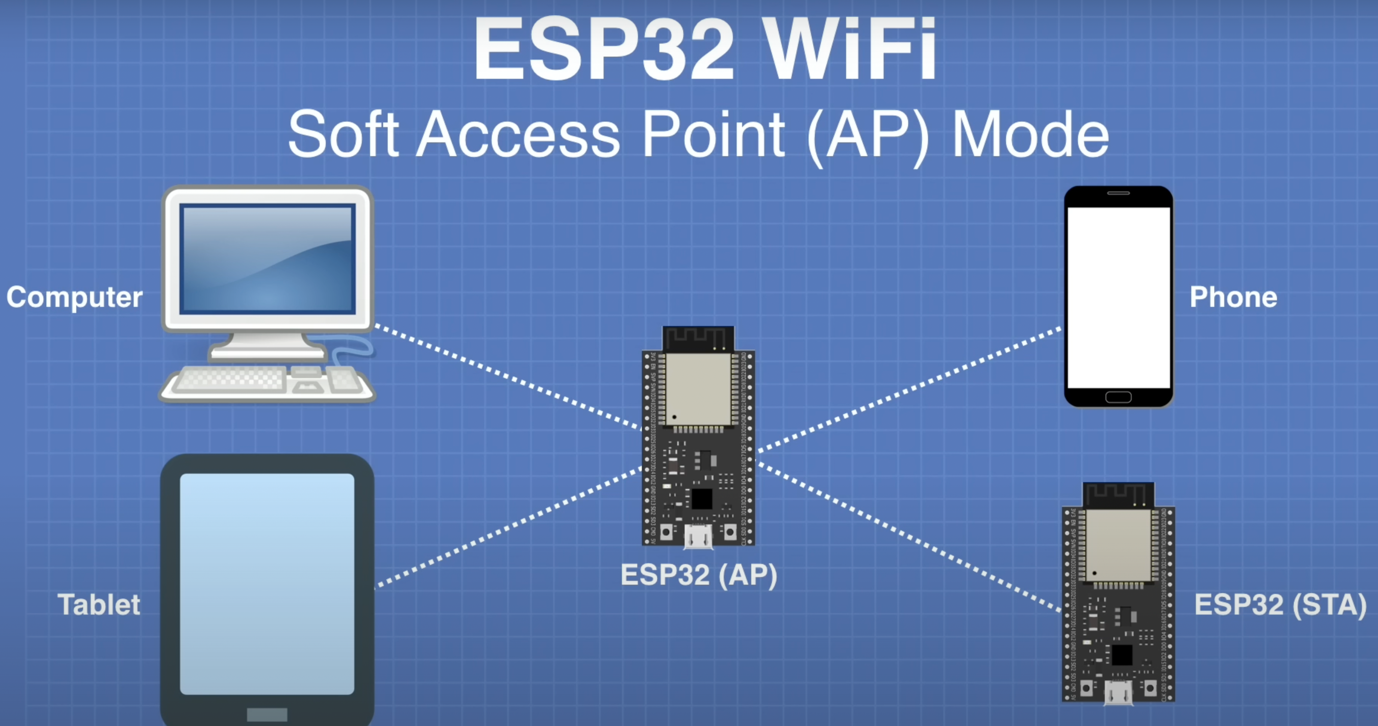 ESP32 WiFi
Soft Access Point (AP) Mode
Computer
Phone
ESP32 (AP)
Tablet
ESP32 (STA)